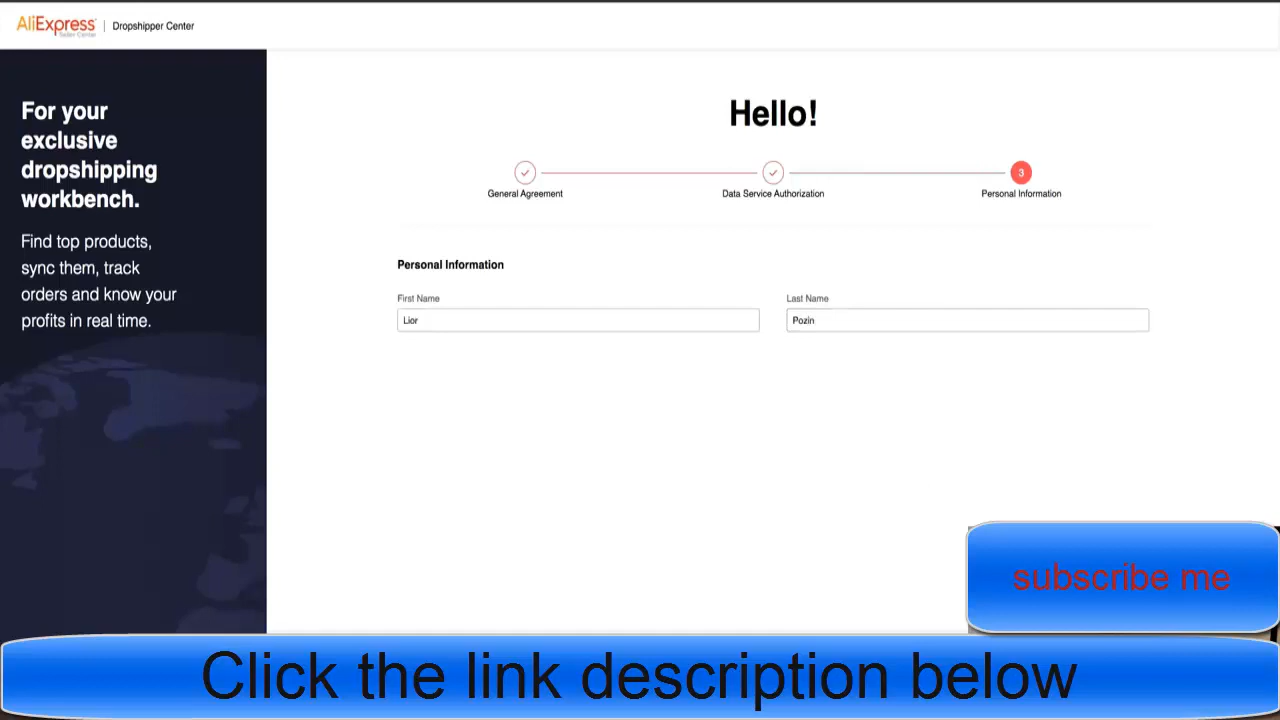 AliExpress | Dropshipper Center
For your
exclusive
dropshipping
workbench.
Find top products,
sync them, track
orders and know your
profits in real time.
Hello!
3
General Agreement
Data Service Authorization
Personal Information
Personal Information
First Name
Last Name
Lior
Pozin
subscribe me
Click the link description below